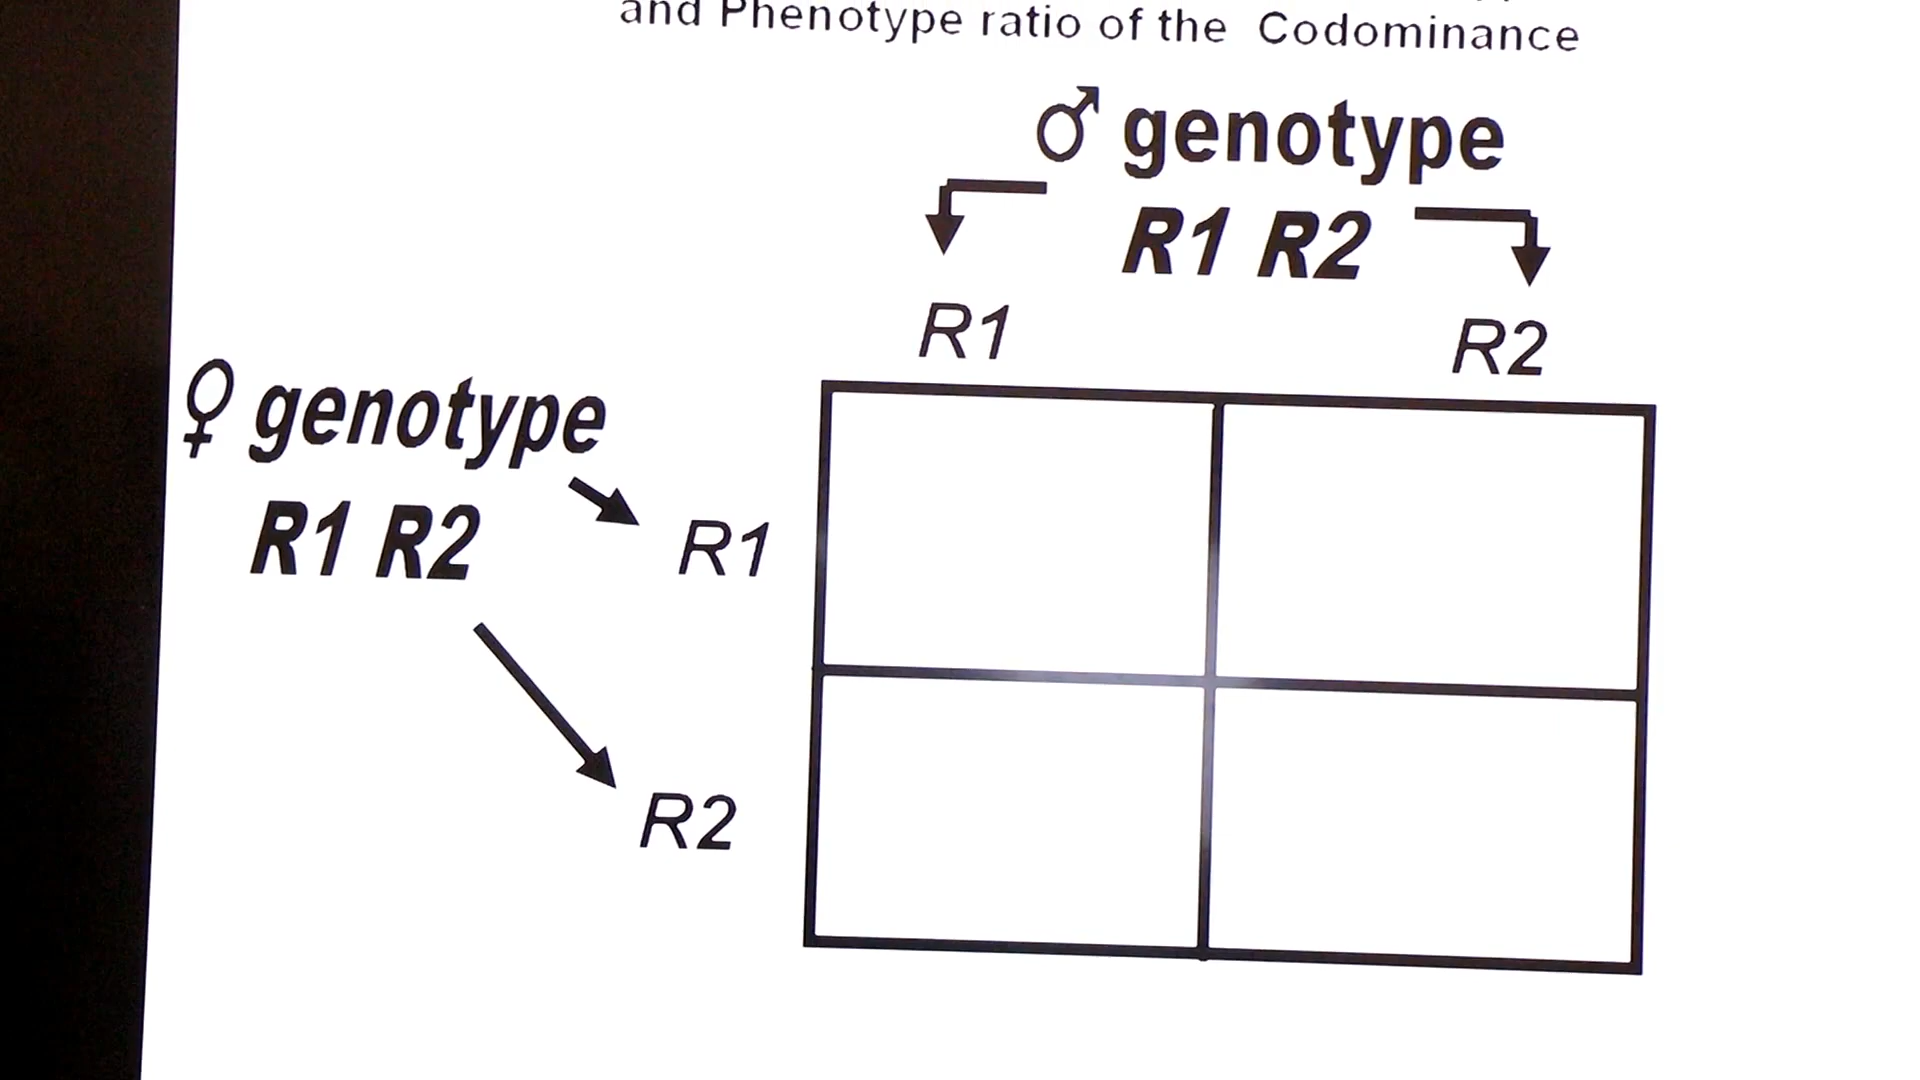 and Phenotype ratio of the Codominance
♂ genotype
R1 R2
R1 R2
♀ genotype
R1 R2
R1
R2